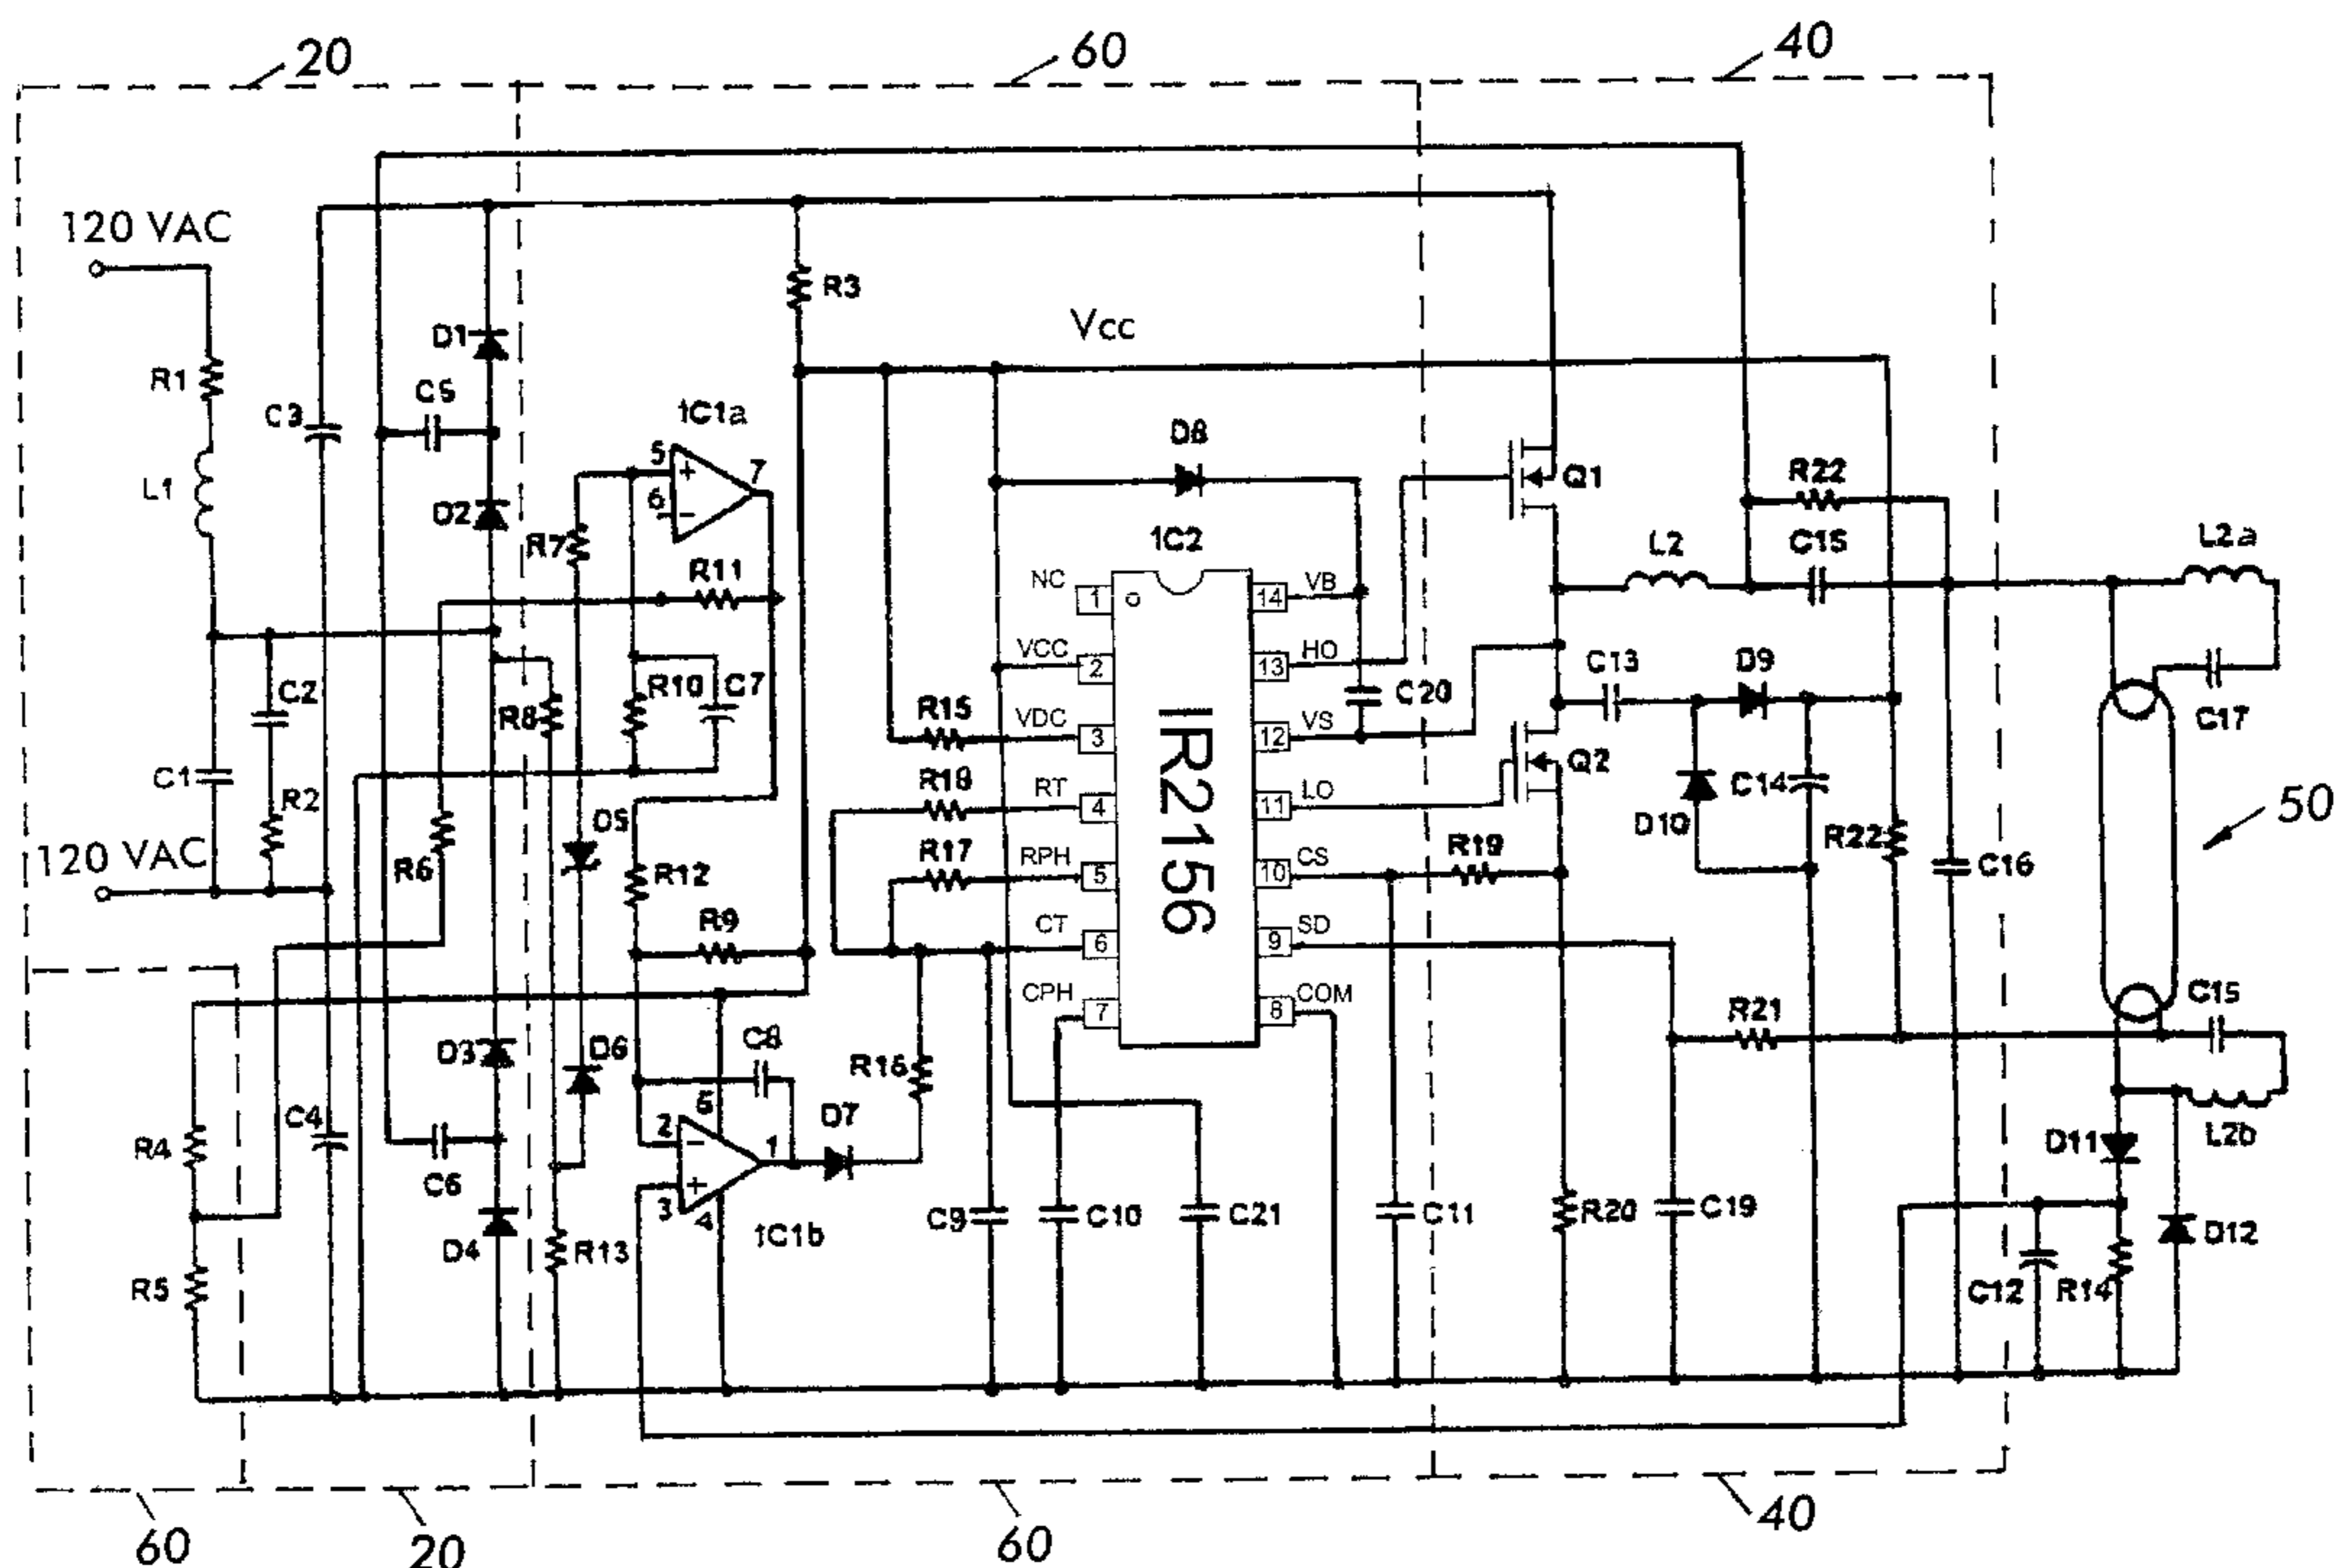 20
60
40
120 VAC
R1
L1
C3
D1
C5
D2
R3
Vcc
1C1a
5
+
6
-
7
R7
R11
D8
1C2
Q1
R22
L2
C15
L2a
C17
C2
R8
R10
C7
C1
R2
120 VAC
R6
D5
R12
R9
R15
R18
R17
NC
1
VCC
2
VDC
3
RT
4
RPH
5
CT
6
CPH
7
IR2156
14
VB
13
HO
12
VS
11
LO
10
CS
9
SD
8
COM
C20
C13
D9
Q2
D10
C14
R22
C16
50
R19
R21
C15
L2b
D3
D6
C8
R16
R4
C4
C6
D4
R5
R13
2
-
6
1
+
3
4
1C1b
D7
C9
C10
C21
C11
R20
C19
D11
D12
C12
R14
60
20
60
40